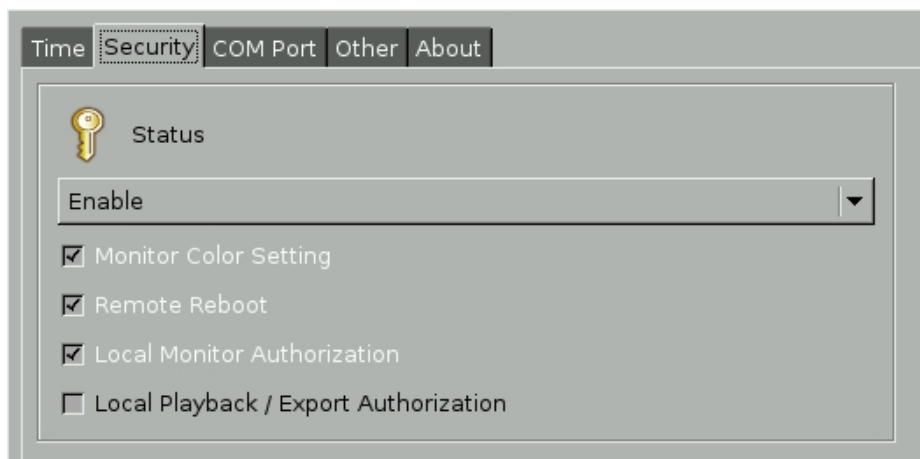 Time Security COM Port Other About
Status
Enable
Monitor Color Setting
Remote Reboot
Local Monitor Authorization
Local Playback / Export Authorization